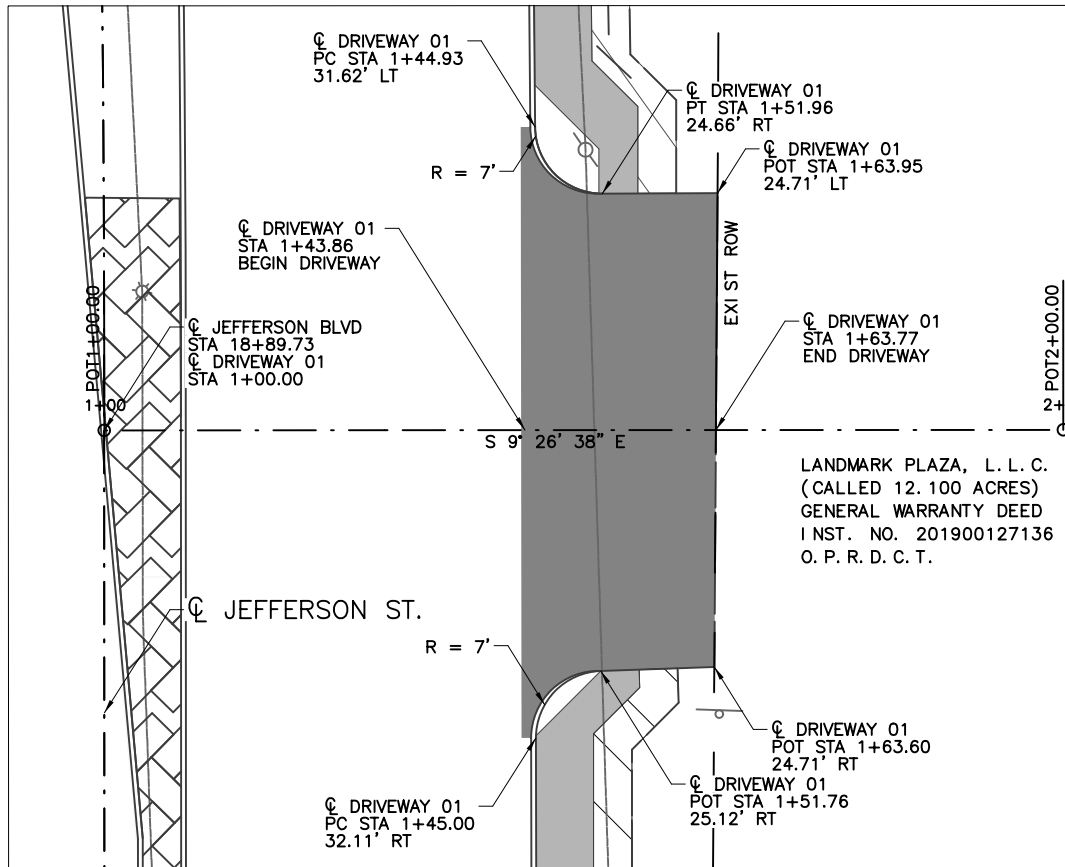 ℄ DRIVEWAY 01
PC STA 1+44.93
31.62' LT
℄ DRIVEWAY 01
PT STA 1+51.96
24.66' RT
℄ DRIVEWAY 01
POT STA 1+63.95
24.71' LT
R = 7'
℄ DRIVEWAY 01
STA 1+43.86
BEGIN DRIVEWAY
EXIST ROW
POT1+00.00
1+00
℄ JEFFERSON BLVD
STA 18+89.73
℄ DRIVEWAY 01
STA 1+00.00
℄ DRIVEWAY 01
STA 1+63.77
END DRIVEWAY
POT2+00.00
2+
S 9° 26' 38" E
LANDMARK PLAZA, L.L.C.
(CALLED 12.100 ACRES)
GENERAL WARRANTY DEED
INST. NO. 201900127136
O.P.R.D.C.T.
℄ JEFFERSON ST.
R = 7'
℄ DRIVEWAY 01
POT STA 1+63.60
24.71' RT
℄ DRIVEWAY 01
POT STA 1+51.76
25.12' RT
℄ DRIVEWAY 01
PC STA 1+45.00
32.11' RT